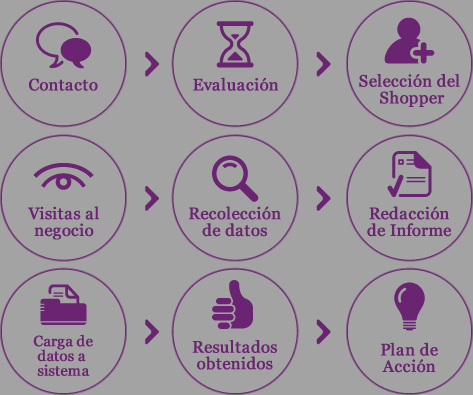 Contacto
Evaluación
Selección del
Shopper
Visitas al
negocio
Recolección
de datos
Redacción
de Informe
Carga de
datos a
sistema
Resultados
obtenidos
Plan de
Acción